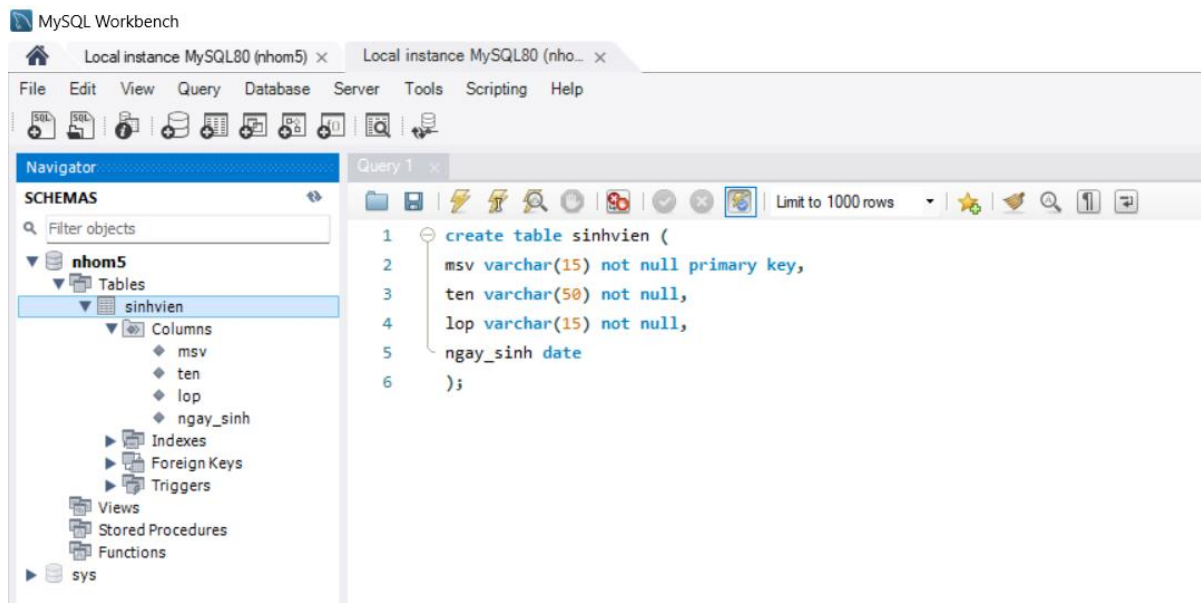 MySQL Workbench
Local instance MySQL80 (nhom5) ×
Local instance MySQL80 (nho... ×
File Edit View Query Database Server Tools Scripting Help
Navigator
SCHEMAS
Filter objects
nhom5
Tables
sinhvien
Columns
msv
ten
lop
ngay_sinh
Indexes
Foreign Keys
Triggers
Views
Stored Procedures
Functions
sys
Query 1 ×
Limit to 1000 rows
1 create table sinhvien (
2 msv varchar(15) not null primary key,
3 ten varchar(50) not null,
4 lop varchar(15) not null,
5 ngay_sinh date
6 );